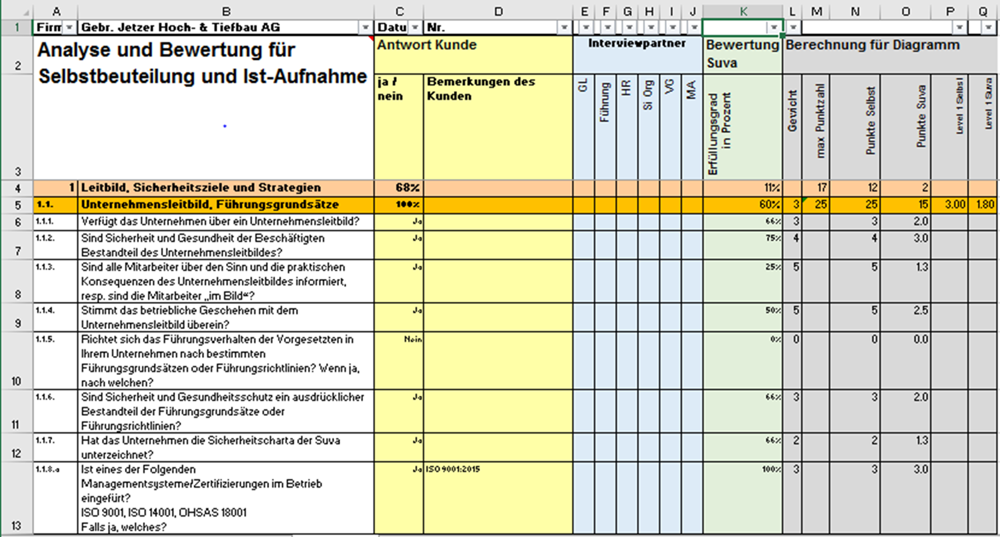 A B C D E F G H I J K L M N O P Q
1 Firm Gebr. Jetzer Hoch- & Tiefbau AG Datu Nr.
2 Analyse und Bewertung für Antwort Kunde Interviewpartner Bewertung Berechnung für Diagramm
Selbstbeuteilung und Ist-Aufnahme Suva
3 ja / Bemerkungen des GL Führung HR Si Org VG MA Erfüllungsgrad Gewicht max Punktzahl Punkte Selbst Punkte Suva Level 1 Selbst Level 1 Suva
nein Kunden in Prozent
4 1 Leitbild, Sicherheitsziele und Strategien 68% 11% 17 12 2
5 1.1. Unternehmensleitbild, Führungsgrundsätze 100% 60% 3 25 25 15 3.00 1.80
6 1.1.1. Verfügt das Unternehmen über ein Unternehmensleitbild? Ja 66% 3 3 2.0
7 1.1.2. Sind Sicherheit und Gesundheit der Beschäftigten Ja 75% 4 4 3.0
Bestandteil des Unternehmensleitbildes?
8 1.1.3. Sind alle Mitarbeiter über den Sinn und die praktischen Ja 25% 5 5 1.3
Konsequenzen des Unternehmensleitbildes informiert,
resp. sind die Mitarbeiter „im Bild“?
9 1.1.4. Stimmt das betriebliche Geschehen mit dem Ja 50% 5 5 2.5
Unternehmensleitbild überein?
10 1.1.5. Richtet sich das Führungsverhalten der Vorgesetzten in Nein 0% 0 0 0.0
Ihrem Unternehmen nach bestimmten
Führungsgrundsätzen oder Führungsrichtlinien? Wenn ja,
nach welchen?
11 1.1.6. Sind Sicherheit und Gesundheitsschutz ein ausdrücklicher Ja 66% 3 3 2.0
Bestandteil der Führungsgrundsätze oder
Führungsrichtlinien?
12 1.1.7. Hat das Unternehmen die Sicherheitscharta der Suva Ja 66% 2 2 1.3
unterzeichnet?
13 1.1.8.a Ist eines der Folgenden Ja ISO 9001:2015 100% 3 3 3.0
Managementsysteme/Zertifizierungen im Betrieb
eingefürt?
ISO 9001, ISO 14001, OHSAS 18001
Falls ja, welches?